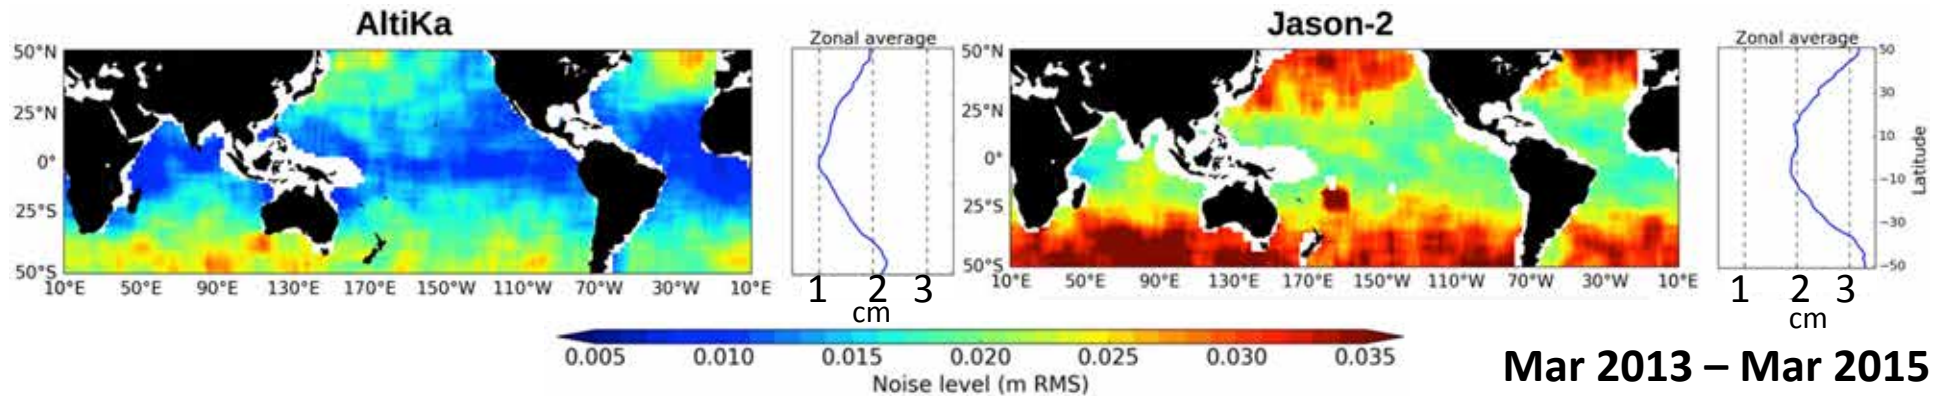 AltiKa
Zonal average
Jason-2
Zonal average
50°N
25°N
0°
25°S
50°S
10°E 50°E 90°E 130°E 170°E 150°W 110°W 70°W 30°W 10°E
1 2 3
cm
50°N
25°N
0°
25°S
50°S
10°E 50°E 90°E 130°E 170°E 150°W 110°W 70°W 30°W 10°E
50
30
10
−10
−30
−50
Latitude
1 2 3
cm
0.005 0.010 0.015 0.020 0.025 0.030 0.035
Noise level (m RMS)
Mar 2013 – Mar 2015